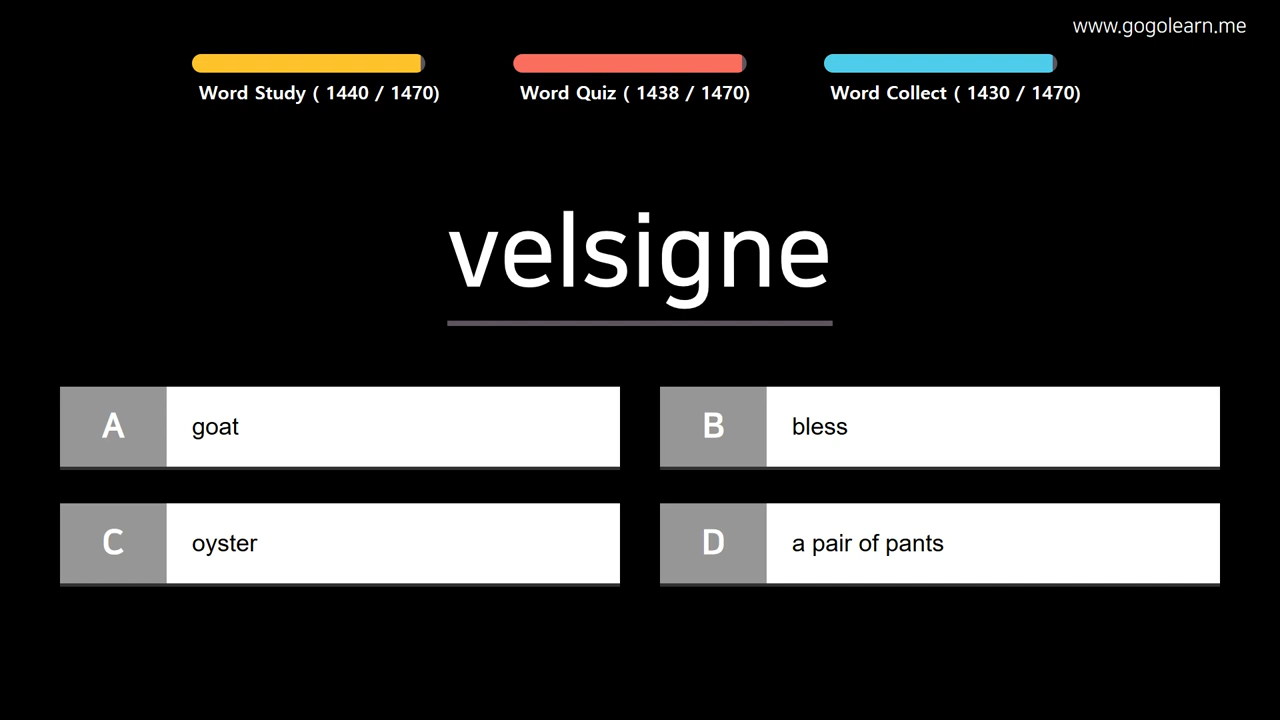 www.gogolearn.me
Word Study ( 1440 / 1470)
Word Quiz ( 1438 / 1470)
Word Collect ( 1430 / 1470)
velsigne
A goat
B bless
C oyster
D a pair of pants